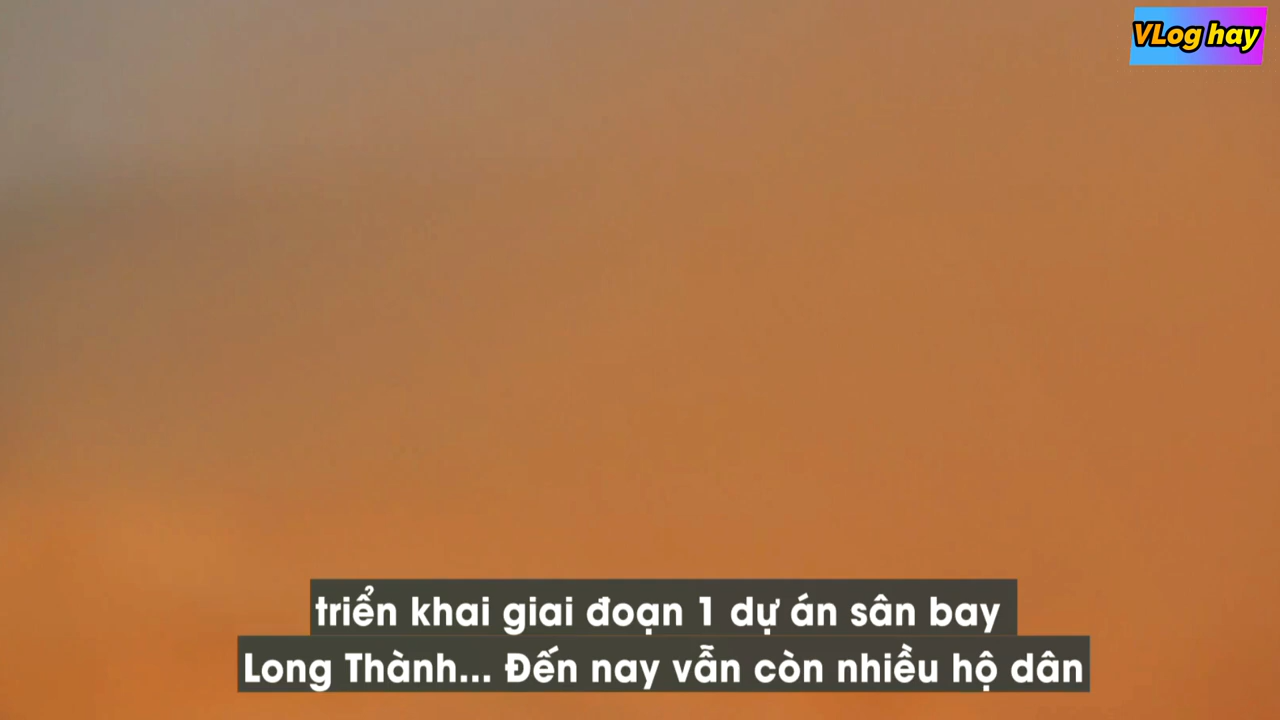 VLog hay
triển khai giai đoạn 1 dự án sân bay
Long Thành... Đến nay vẫn còn nhiều hộ dân